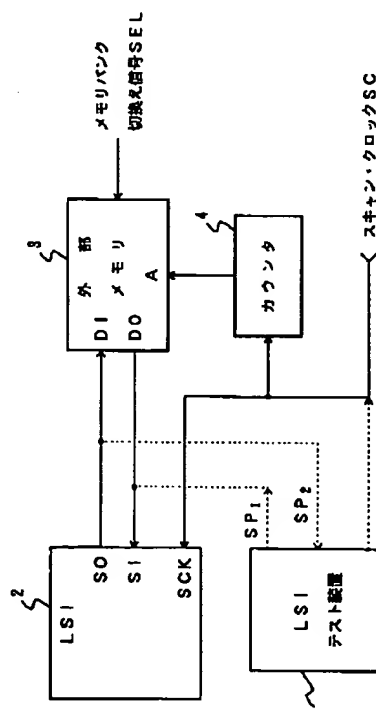 2
LSI
SO
SI
SCK
3
外部
メモリ
DI
DO
A
メモリバンク
切換え信号SEL
4
カウンタ
SP1
SP2
LSI
テスト装置
スキャン・クロックSC